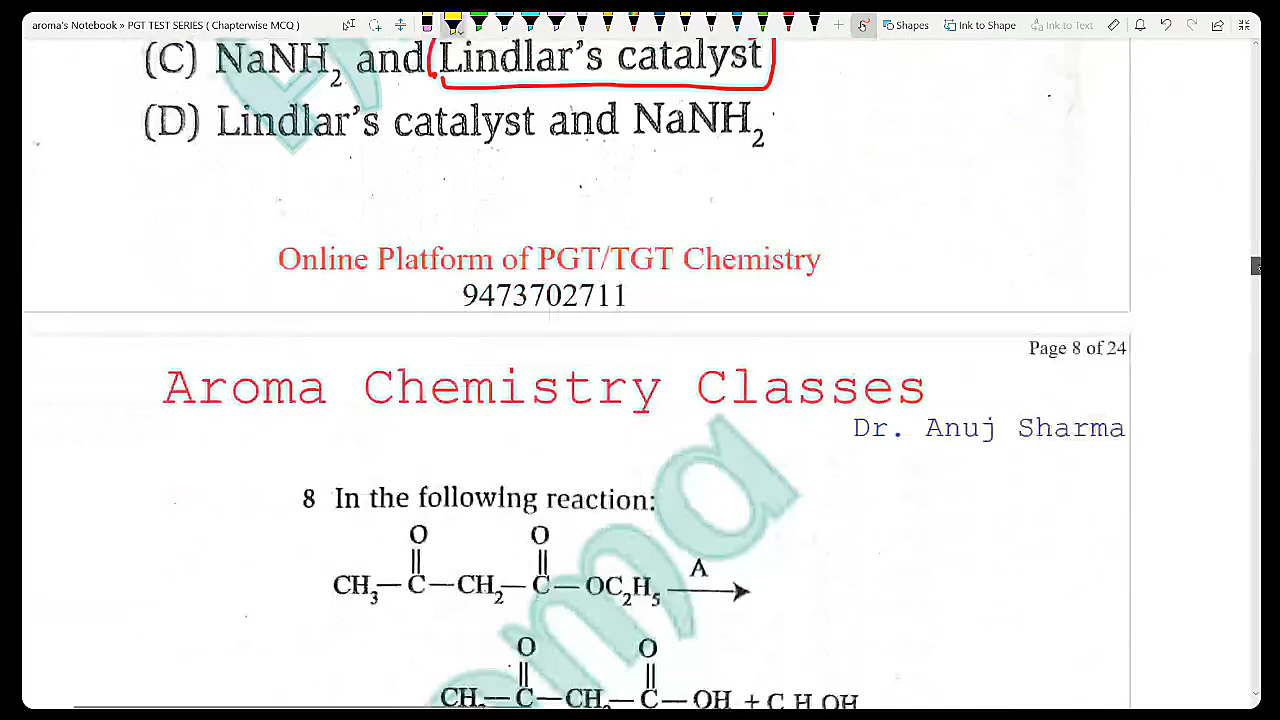 aroma's Notebook » PGT TEST SERIES ( Chapterwise MCQ )
Shapes
Ink to Shape
Ink to Text
(C) NaNH₂ and Lindlar's catalyst
(D) Lindlar's catalyst and NaNH₂
Online Platform of PGT/TGT Chemistry
9473702711
Page 8 of 24
Aroma Chemistry Classes
Dr. Anuj Sharma
8 In the following reaction:
O O
CH₃—C—CH₂—C—OC₂H₅ A
O O
CH₃—C—CH₂—C—OH + C₂H₅OH